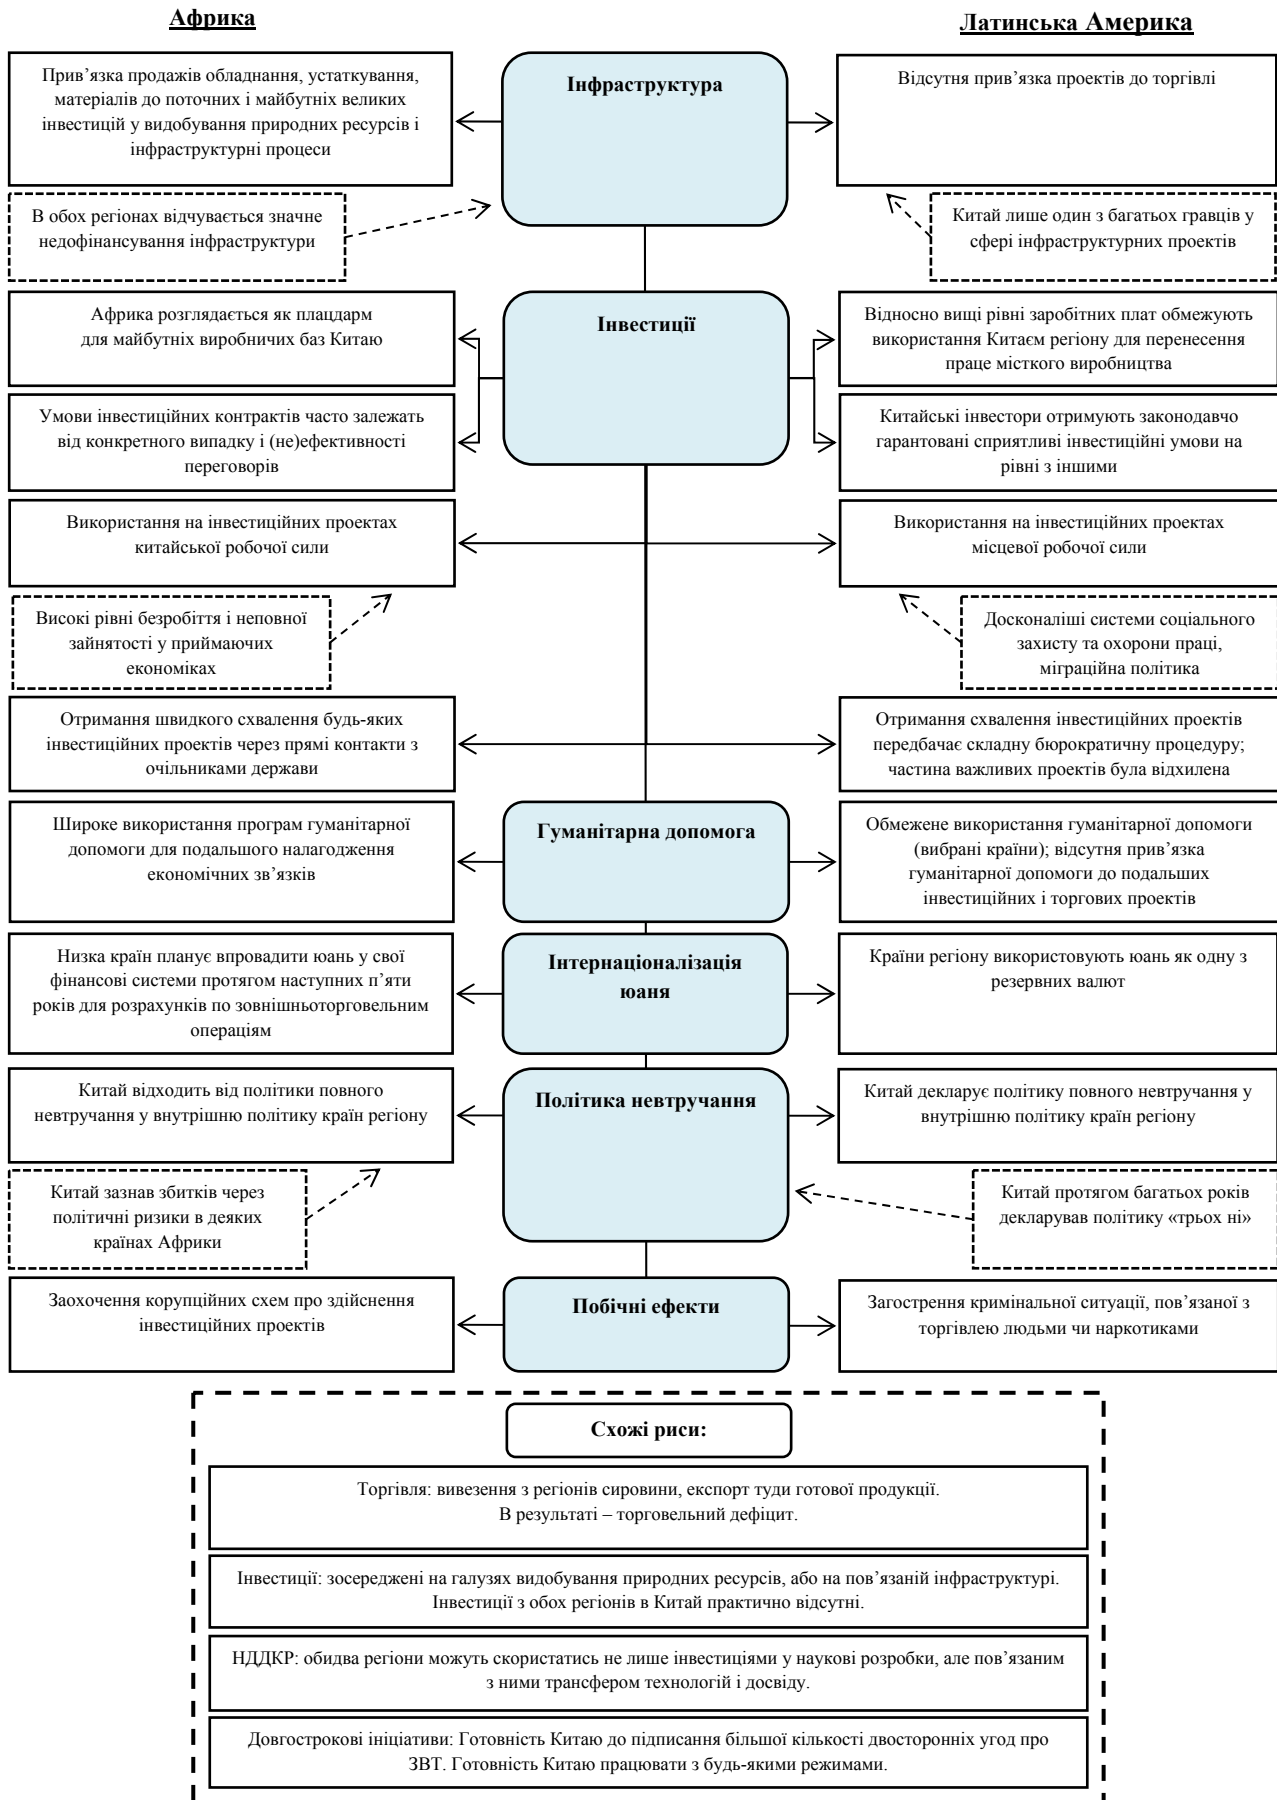 Африка
Латинська Америка
Прив’язка продажів обладнання, устаткування,
матеріалів до поточних і майбутніх великих
інвестицій у видобування природних ресурсів і
інфраструктурні процеси
Інфраструктура
Відсутня прив’язка проектів до торгівлі
В обох регіонах відчувається значне
недофінансування інфраструктури
Китай лише один з багатьох гравців у
сфері інфраструктурних проектів
Африка розглядається як плацдарм
для майбутніх виробничих баз Китаю
Інвестиції
Відносно вищі рівні заробітних плат обмежують
використання Китаєм регіону для перенесення
праце місткого виробництва
Умови інвестиційних контрактів часто залежать
від конкретного випадку і (не)ефективності
переговорів
Китайські інвестори отримують законодавчо
гарантовані сприятливі інвестиційні умови на
рівні з іншими
Використання на інвестиційних проектах
китайської робочої сили
Використання на інвестиційних проектах
місцевої робочої сили
Високі рівні безробіття і неповної
зайнятості у приймаючих
економіках
Досконаліші системи соціального
захисту та охорони праці,
міграційна політика
Отримання швидкого схвалення будь-яких
інвестиційних проектів через прямі контакти з
очільниками держави
Отримання схвалення інвестиційних проектів
передбачає складну бюрократичну процедуру;
частина важливих проектів була відхилена
Широке використання програм гуманітарної
допомоги для подальшого налагодження
економічних зв’язків
Гуманітарна допомога
Обмежене використання гуманітарної допомоги
(вибрані країни); відсутня прив’язка
гуманітарної допомоги до подальших
інвестиційних і торгових проектів
Низка країн планує впровадити юань у свої
фінансові системи протягом наступних п’яти
років для розрахунків по зовнішньоторговельним
операціям
Інтернаціоналізація
юаня
Країни регіону використовують юань як одну з
резервних валют
Китай відходить від політики повного
невтручання у внутрішню політику країн регіону
Політика невтручання
Китай декларує політику повного невтручання у
внутрішню політику країн регіону
Китай зазнав збитків через
політичні ризики в деяких
країнах Африки
Китай протягом багатьох років
декларував політику «трьох ні»
Заохочення корупційних схем про здійснення
інвестиційних проектів
Побічні ефекти
Загострення кримінальної ситуації, пов’язаної з
торгівлею людьми чи наркотиками
Схожі риси:
Торгівля: вивезення з регіонів сировини, експорт туди готової продукції.
В результаті – торговельний дефіцит.
Інвестиції: зосереджені на галузях видобування природних ресурсів, або на пов’язаній інфраструктурі.
Інвестиції з обох регіонів в Китай практично відсутні.
НДДКР: обидва регіони можуть скористатись не лише інвестиціями у наукові розробки, але пов’язаним
з ними трансфером технологій і досвіду.
Довгострокові ініціативи: Готовність Китаю до підписання більшої кількості двосторонніх угод про
ЗВТ. Готовність Китаю працювати з будь-якими режимами.